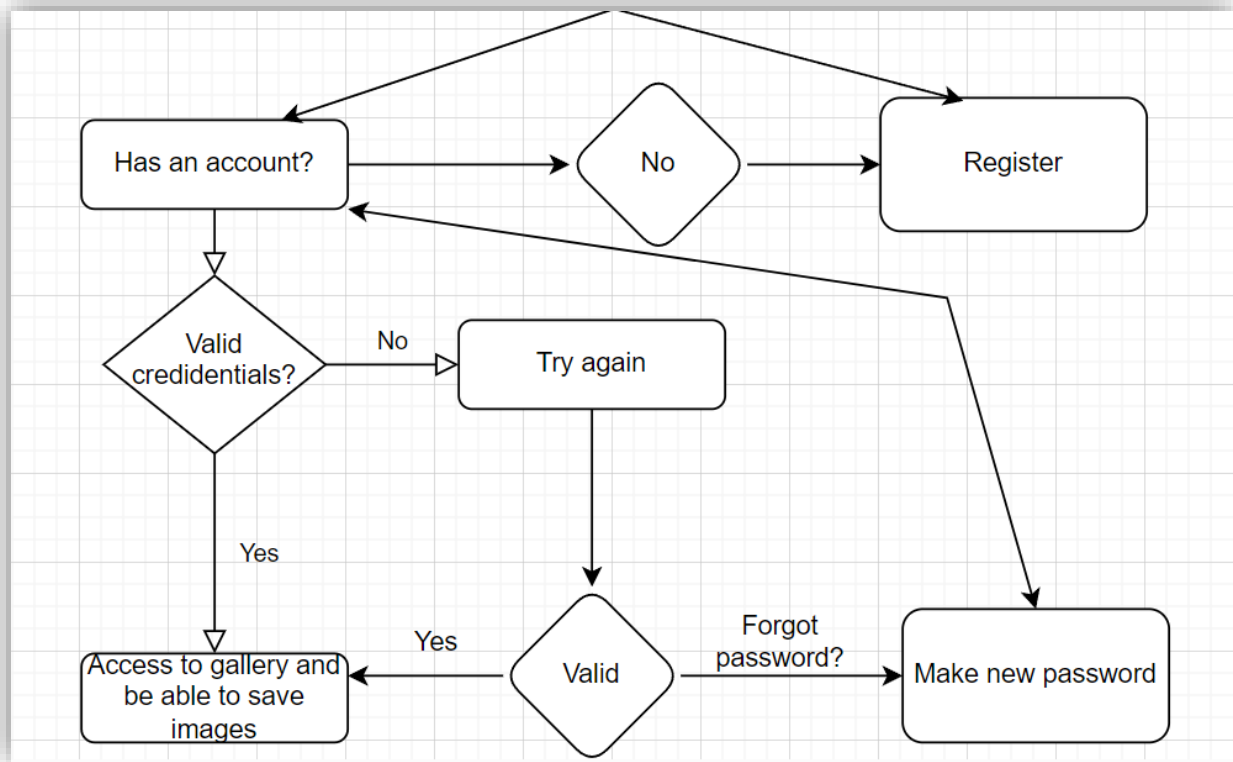 Has an account?
No
Register
Valid
credidentials?
No
Try again
Yes
Access to gallery and
be able to save
images
Yes
Valid
Forgot
password?
Make new password